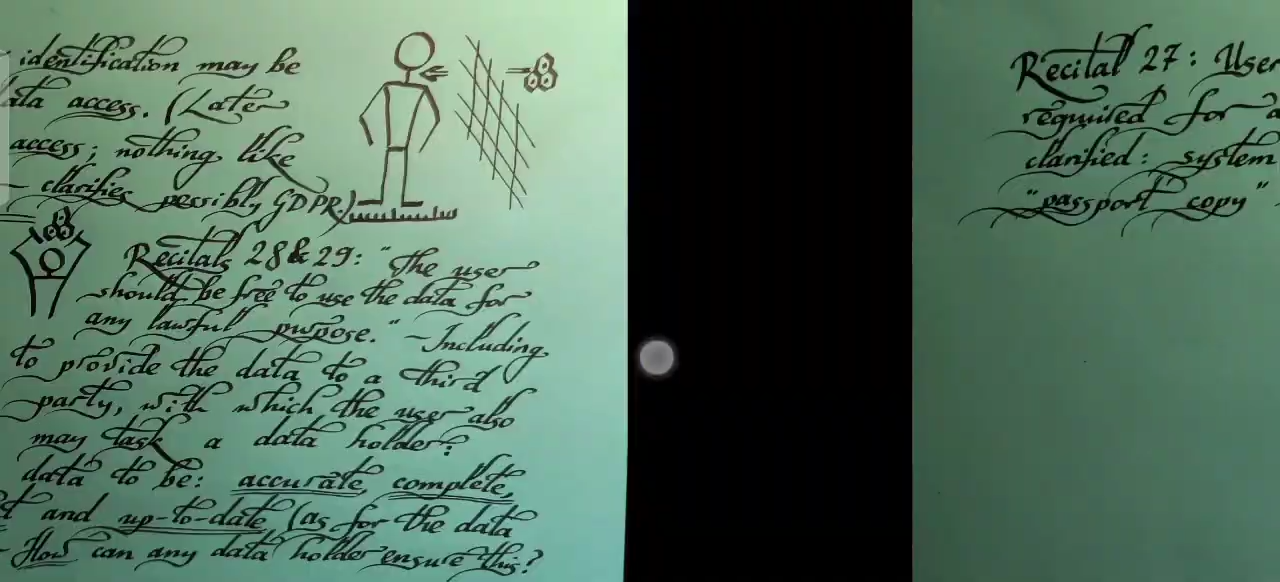 identification may be
ata access. (Later
access; nothing like
– clarifies possibly GDPR.)
Recitals 28 & 29: "The user
should be free to use the data for
any lawful purpose." – Including
to provide the data to a third
party, with which the user also
may task a data holder;
data to be: accurate, complete,
t and up-to-date (as for the data
– How can any data holder ensure this?
Recital 27: User
required for a
clarified: system
"passport copy" –